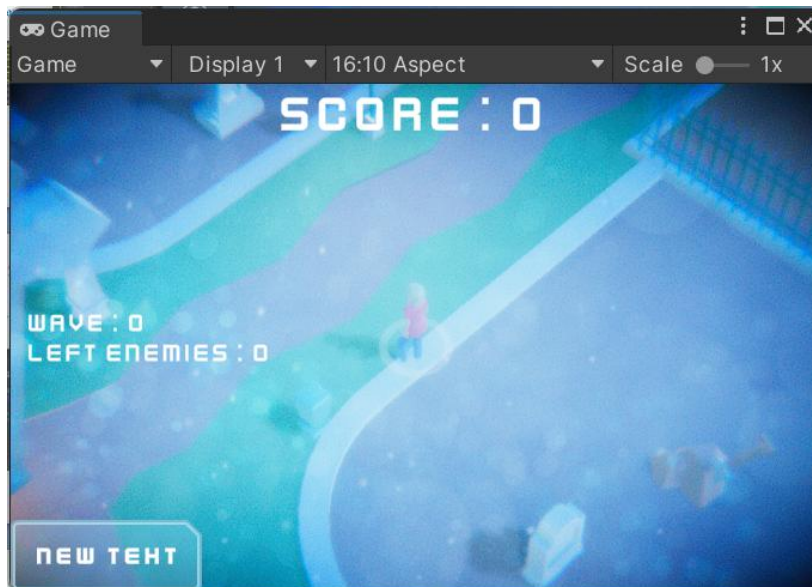 Game
Game Display 1 16:10 Aspect Scale 1x
SCORE : 0
WAVE : 0
LEFT ENEMIES : 0
NEW TEXT